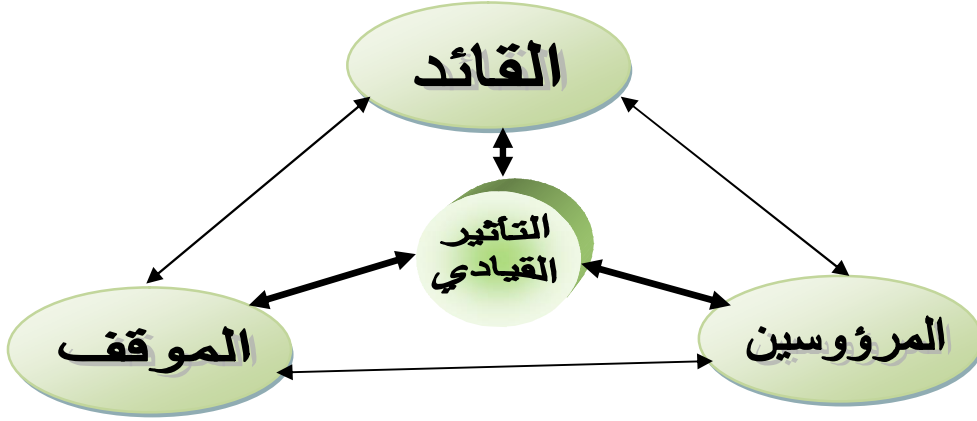 القائد
التأثير
القيادي
المرؤوسين
الموقف